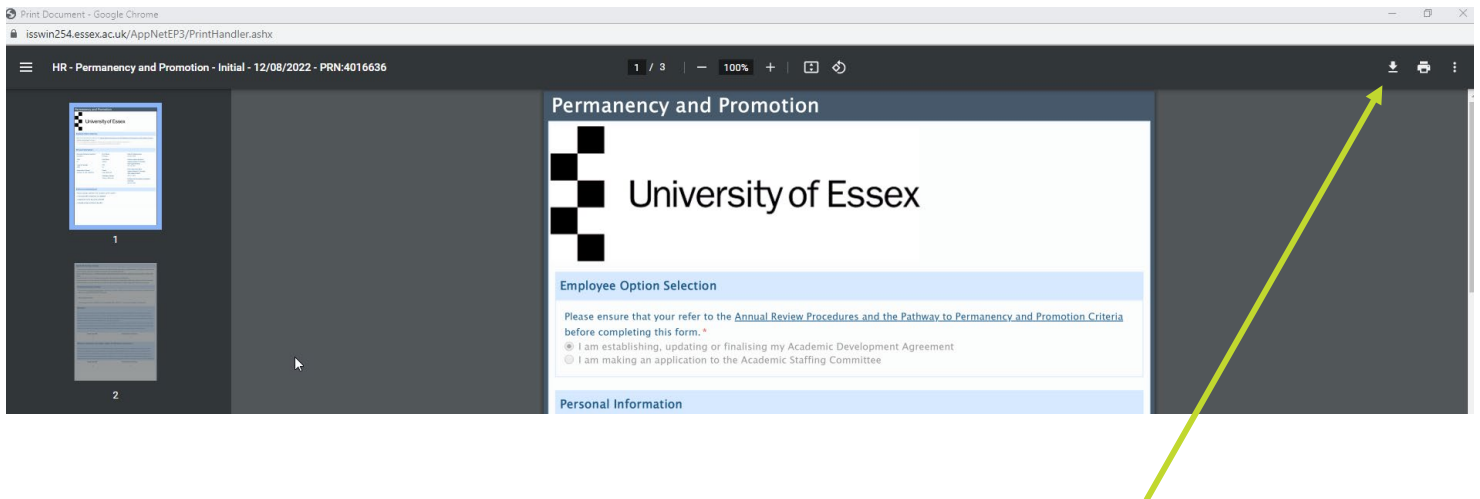 Print Document - Google Chrome
isswin254.essex.ac.uk/AppNetEP3/PrintHandler.ashx
HR - Permanency and Promotion - Initial - 12/08/2022 - PRN:4016636
1 / 3
100%
Permanency and Promotion
University of Essex
Employee Option Selection
Please ensure that your refer to the Annual Review Procedures and the Pathway to Permanency and Promotion Criteria
before completing this form. *
I am establishing, updating or finalising my Academic Development Agreement
I am making an application to the Academic Staffing Committee
Personal Information
1
2